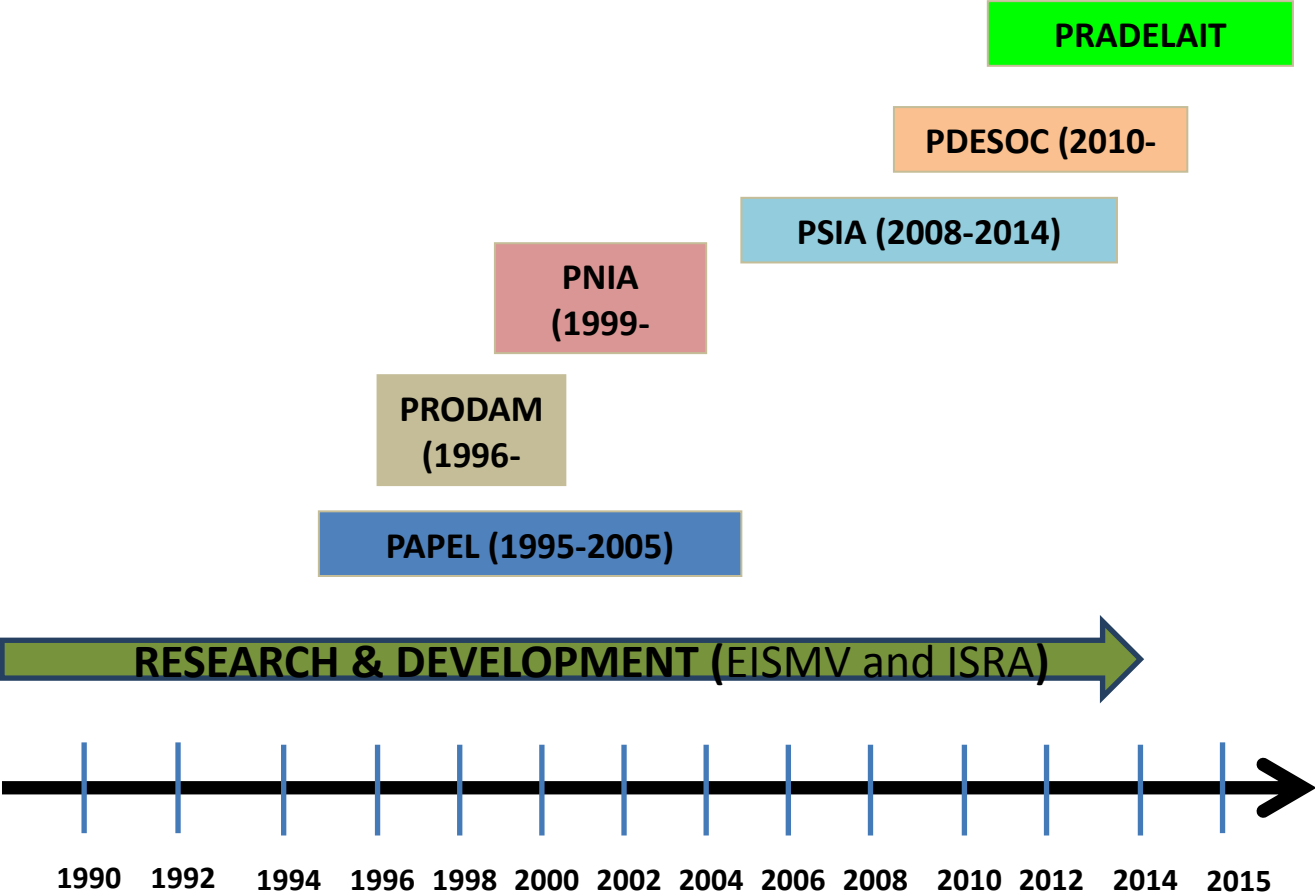 PRADELAIT
PDESOC (2010-
PSIA (2008-2014)
PNIA
(1999-
PRODAM
(1996-
PAPEL (1995-2005)
RESEARCH & DEVELOPMENT (EISMV and ISRA)
1990 1992 1994 1996 1998 2000 2002 2004 2006 2008 2010 2012 2014 2015